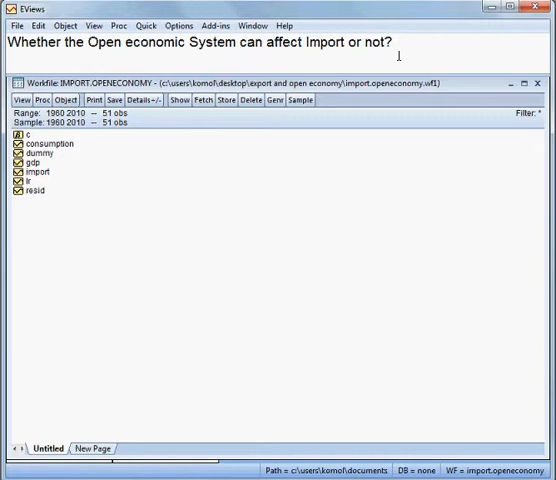 EViews
File Edit Object View Proc Quick Options Add-ins Window Help
Whether the Open economic System can affect Import or not?
Workfile: IMPORT.OPENECONOMY - (c:\users\komol\desktop\export and open economy\import.openeconomy.wf1)
View Proc Object Print Save Details+/- Show Fetch Store Delete Genr Sample
Range: 1960 2010 -- 51 obs Filter: *
Sample: 1960 2010 -- 51 obs
c
consumption
dummy
gdp
import
lr
resid
Untitled New Page
Path = c:\users\komol\documents DB = none WF = import.openeconomy